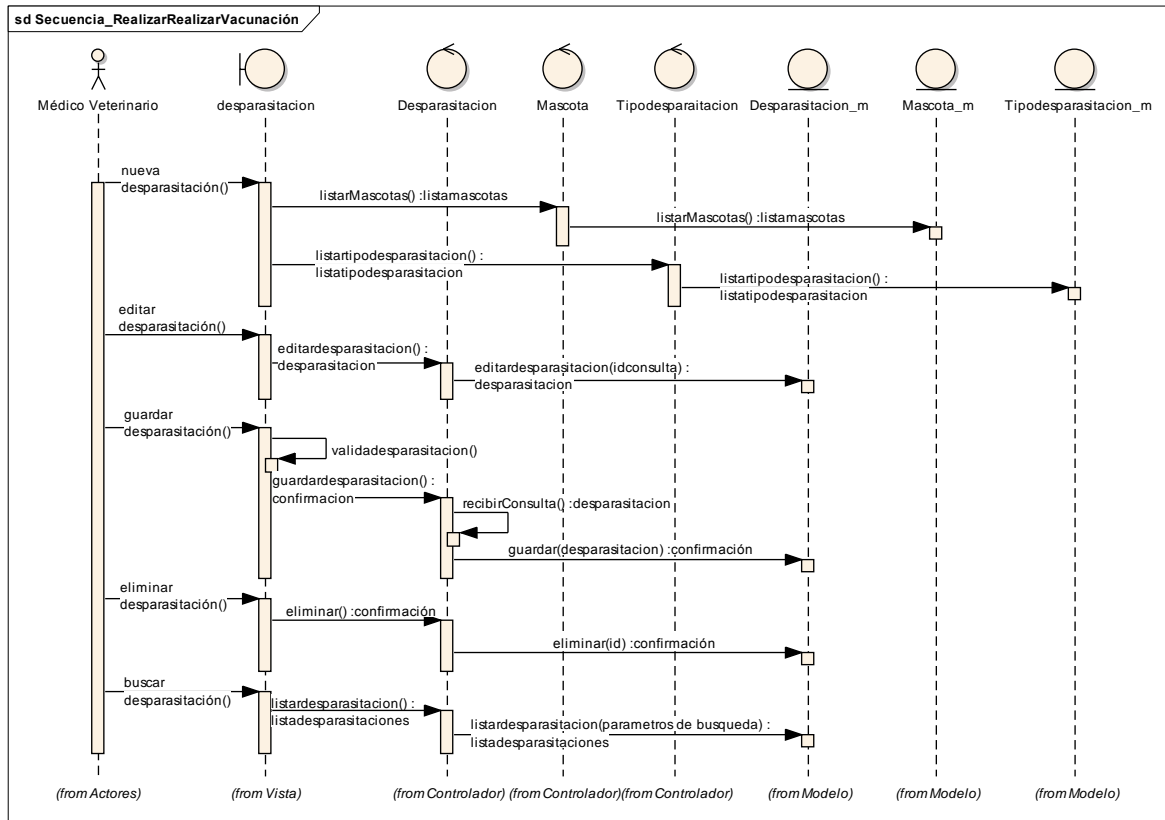 sd Secuencia_RealizarRealizarVacunación
Médico Veterinario
desparasitacion
Desparasitacion
Mascota
Tipodesparaitacion
Desparasitacion_m
Mascota_m
Tipodesparasitacion_m
nueva
desparasitación()
listarMascotas() :listamascotas
listarMascotas() :listamascotas
listartipodesparasitacion() :
listatipodesparasitacion
listartipodesparasitacion() :
listatipodesparasitacion
editar
desparasitación()
editardesparasitacion() :
desparasitacion
editardesparasitacion(idconsulta) :
desparasitacion
guardar
desparasitación()
validadesparasitacion()
guardardesparasitacion() :
confirmacion
recibirConsulta() :desparasitacion
guardar(desparasitacion) :confirmación
eliminar
desparasitación()
eliminar() :confirmación
eliminar(id) :confirmación
buscar
desparasitación()
listardesparasitacion() :
listadesparasitaciones
listardesparasitacion(parametros de busqueda) :
listadesparasitaciones
(from Actores)
(from Vista)
(from Controlador)
(from Controlador)
(from Controlador)
(from Modelo)
(from Modelo)
(from Modelo)